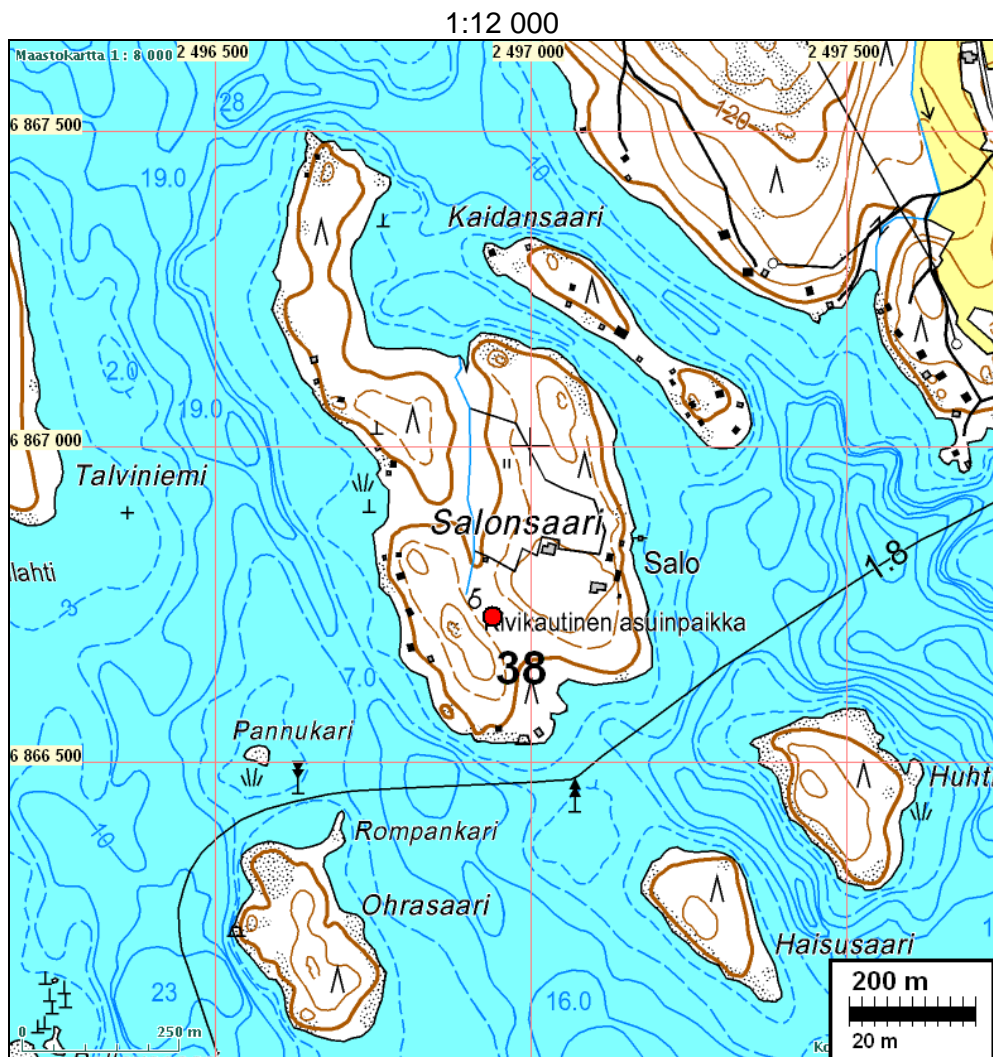 1:12 000
Maastokartta 1 : 8 000
2 496 500
2 497 000
2 497 500
28
120
6 867 500
19.0
10
Kaidansaari
2.0
19.0
6 867 000
Talviniemi
Salonsaari
Salo
1.8
lahti
3
5
Kivikautinen asuinpaikka
38
7.0
Pannukari
6 866 500
Huhti
10
Rompankari
Ohrasaari
Haisusaari
23
16.0
200 m
20 m
0 250 m